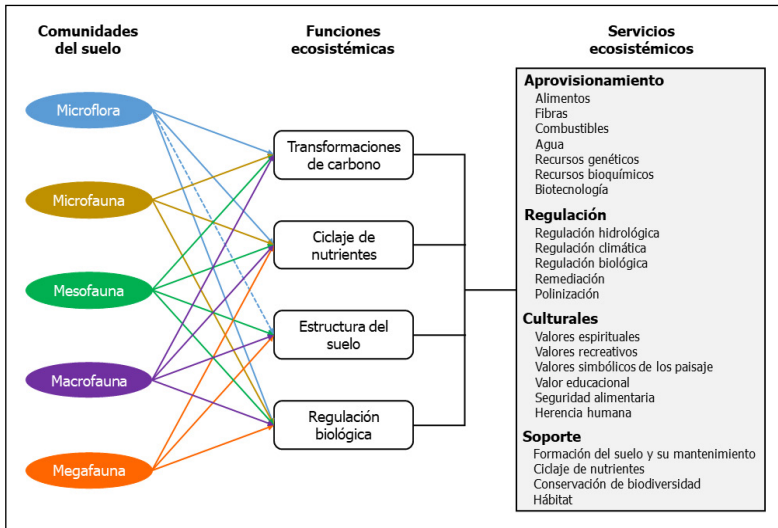 Comunidades
del suelo
Microflora
Microfauna
Mesofauna
Macrofauna
Megafauna
Funciones
ecosistémicas
Transformaciones
de carbono
Ciclaje de
nutrientes
Estructura del
suelo
Regulación
biológica
Servicios
ecosistémicos
Aprovisionamiento
Alimentos
Fibras
Combustibles
Agua
Recursos genéticos
Recursos bioquímicos
Biotecnología
Regulación
Regulación hidrológica
Regulación climática
Regulación biológica
Remediación
Polinización
Culturales
Valores espirituales
Valores recreativos
Valores simbólicos de los paisaje
Valor educacional
Seguridad alimentaria
Herencia humana
Soporte
Formación del suelo y su mantenimiento
Ciclaje de nutrientes
Conservación de biodiversidad
Hábitat